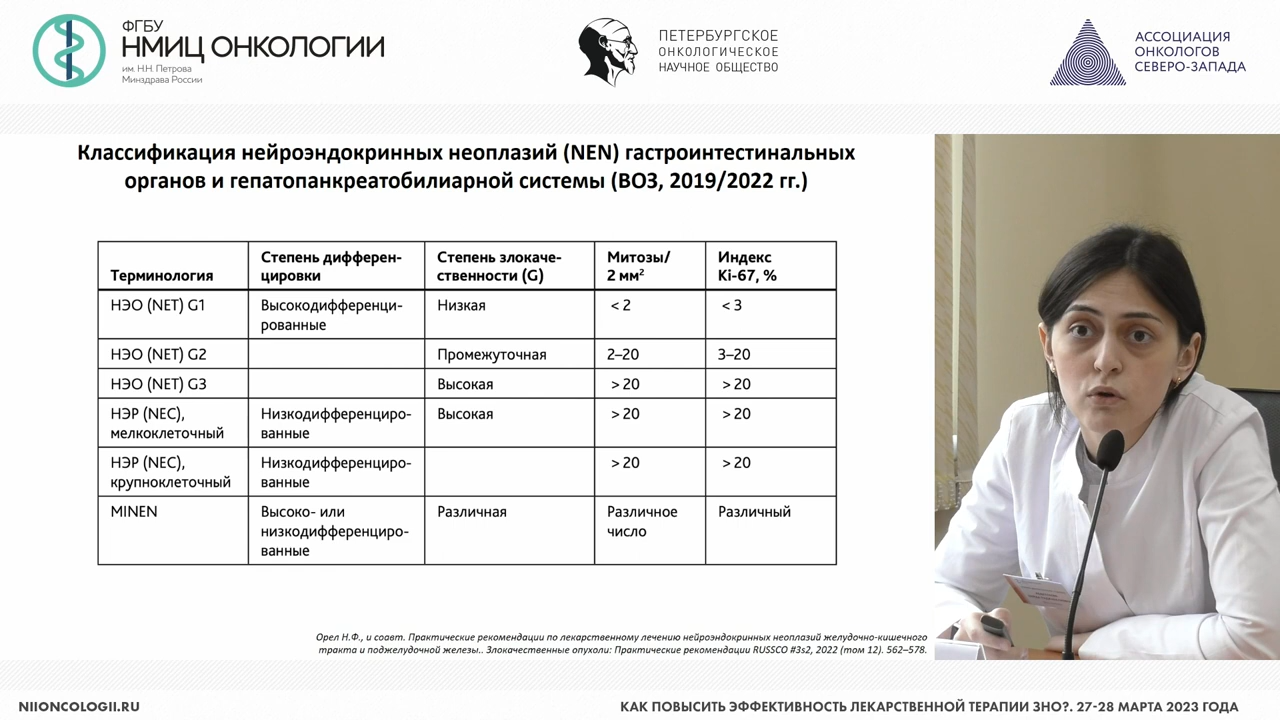 ФГБУ
НМИЦ ОНКОЛОГИИ
им. Н.Н. Петрова
Минздрава России
ПЕТЕРБУРГСКОЕ
ОНКОЛОГИЧЕСКОЕ
НАУЧНОЕ ОБЩЕСТВО
АССОЦИАЦИЯ
ОНКОЛОГОВ
СЕВЕРО-ЗАПАДА
Классификация нейроэндокринных неоплазий (NEN) гастроинтестинальных
органов и гепатопанкреатобилиарной системы (ВОЗ, 2019/2022 гг.)
Терминология
Степень дифферен-
цировки
Степень злокаче-
ственности (G)
Митозы/
2 мм²
Индекс
Ki-67, %
НЭО (NET) G1
Высокодифференци-
рованные
Низкая
< 2
< 3
НЭО (NET) G2
Промежуточная
2–20
3–20
НЭО (NET) G3
Высокая
> 20
> 20
НЭР (NEC),
мелкоклеточный
Низкодифференциро-
ванные
Высокая
> 20
> 20
НЭР (NEC),
крупноклеточный
Низкодифференциро-
ванные
> 20
> 20
MINEN
Высоко- или
низкодифференциро-
ванные
Различная
Различное
число
Различный
Орел Н.Ф., и соавт. Практические рекомендации по лекарственному лечению нейроэндокринных неоплазий желудочно-кишечного
тракта и поджелудочной железы.. Злокачественные опухоли: Практические рекомендации RUSSCO #3s2, 2022 (том 12). 562–578.
NIIONCOLOGII.RU
КАК ПОВЫСИТЬ ЭФФЕКТИВНОСТЬ ЛЕКАРСТВЕННОЙ ТЕРАПИИ ЗНО?. 27-28 МАРТА 2023 ГОДА